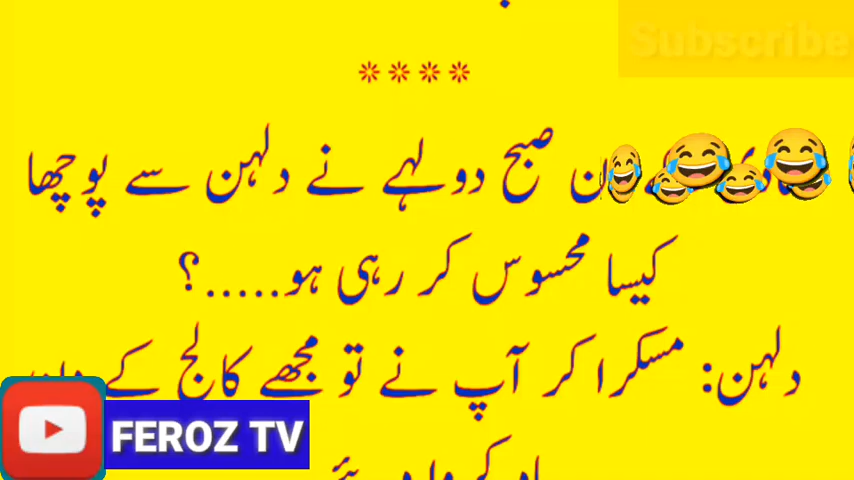 Subscribe
****
صبح دولہے نے دلہن سے پوچھا
کیسا محسوس کر رہی ہو.....؟
دلہن: مسکرا کر آپ نے تو مجھے کالج کے
FEROZ TV